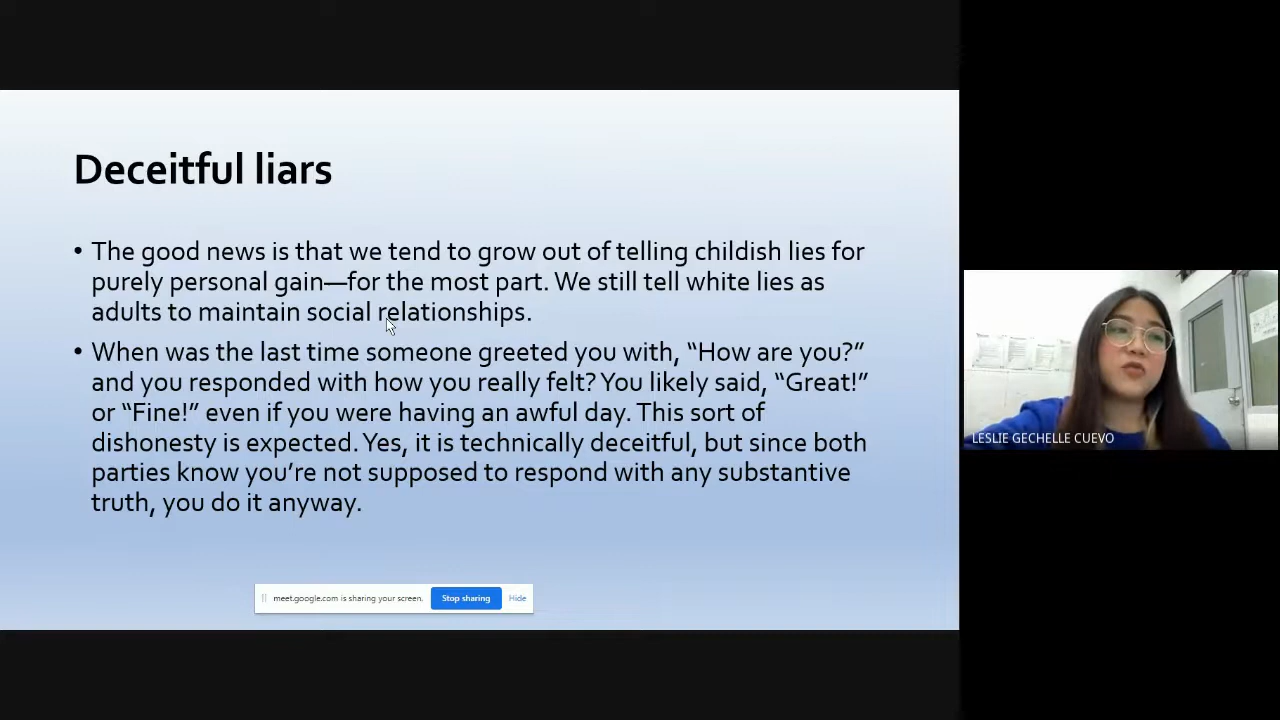 Deceitful liars
• The good news is that we tend to grow out of telling childish lies for
purely personal gain—for the most part. We still tell white lies as
adults to maintain social relationships.
• When was the last time someone greeted you with, “How are you?”
and you responded with how you really felt? You likely said, “Great!”
or “Fine!” even if you were having an awful day. This sort of
dishonesty is expected. Yes, it is technically deceitful, but since both
parties know you’re not supposed to respond with any substantive
truth, you do it anyway.
meet.google.com is sharing your screen. Stop sharing Hide
LESLIE GECHELLE CUEVO